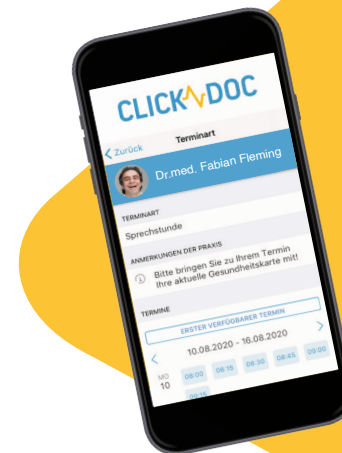 CLICKDOC
Zurück
Terminart
Dr.med. Fabian Fleming
TERMINART
Sprechstunde
ANMERKUNGEN DER PRAXIS
Bitte bringen Sie zu Ihrem Termin
Ihre aktuelle Gesundheitskarte mit!
TERMINE
ERSTER VERFÜGBARER TERMIN
10.08.2020 - 16.08.2020
MO 08:00 08:15 08:30 08:45 09:00
10
09:15